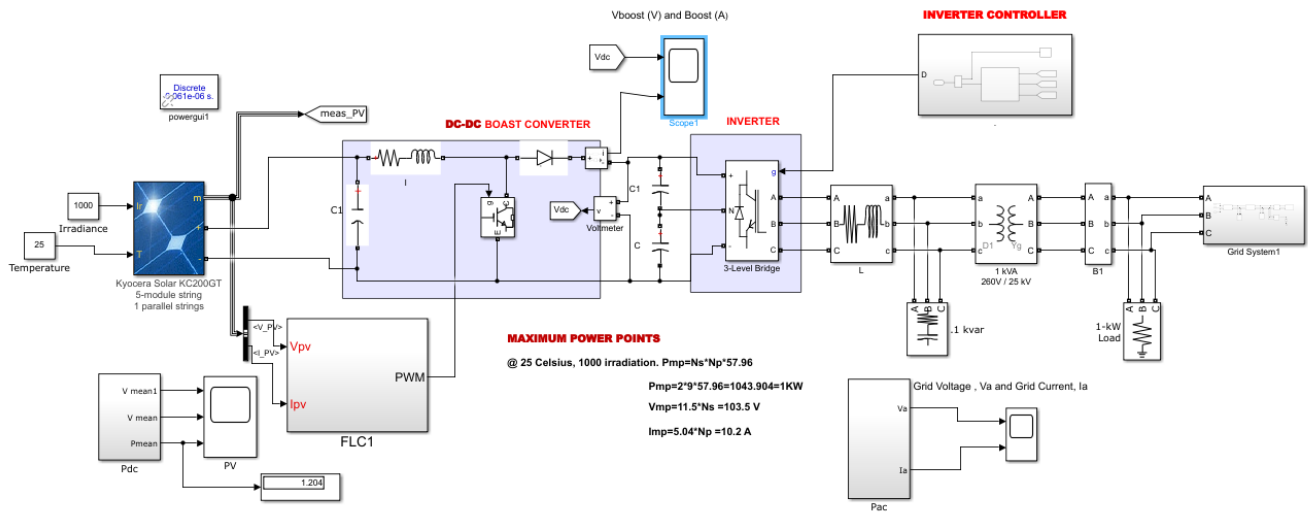 Vboost (V) and Boost (A)
INVERTER CONTROLLER
Discrete
powergui1
meas_PV
Vdc
Scope1
D
DC-DC BOAST CONVERTER
INVERTER
1000
Irradiance
25
Temperature
Ir
T
m
+
-
Kyocera Solar KC200GT
5-module string
1 parallel strings
C1
I
g
C
E
+
i
-
Vdc
+
v
-
Voltmeter
C1
C
+
N
-
g
A
B
C
3-Level Bridge
A
B
C
a
b
c
L
a
b
c
A
B
C
D1
Yg
1 kVA
260V / 25 kV
A
B
C
a
b
c
B1
A
B
C
Grid System1
A
B
C
.1 kvar
A
B
C
1-kW
Load
<V_PV>
<I_PV>
Vpv
Ipv
PWM
FLC1
MAXIMUM POWER POINTS
@ 25 Celsius, 1000 irradiation. Pmp=Ns*Np*57.96
Pmp=2*9*57.96=1043.904=1KW
Vmp=11.5*Ns =103.5 V
Imp=5.04*Np =10.2 A
V mean1
V mean
Pmean
Pdc
PV
1.204
Grid Voltage , Va and Grid Current, Ia
Va
Ia
Pac